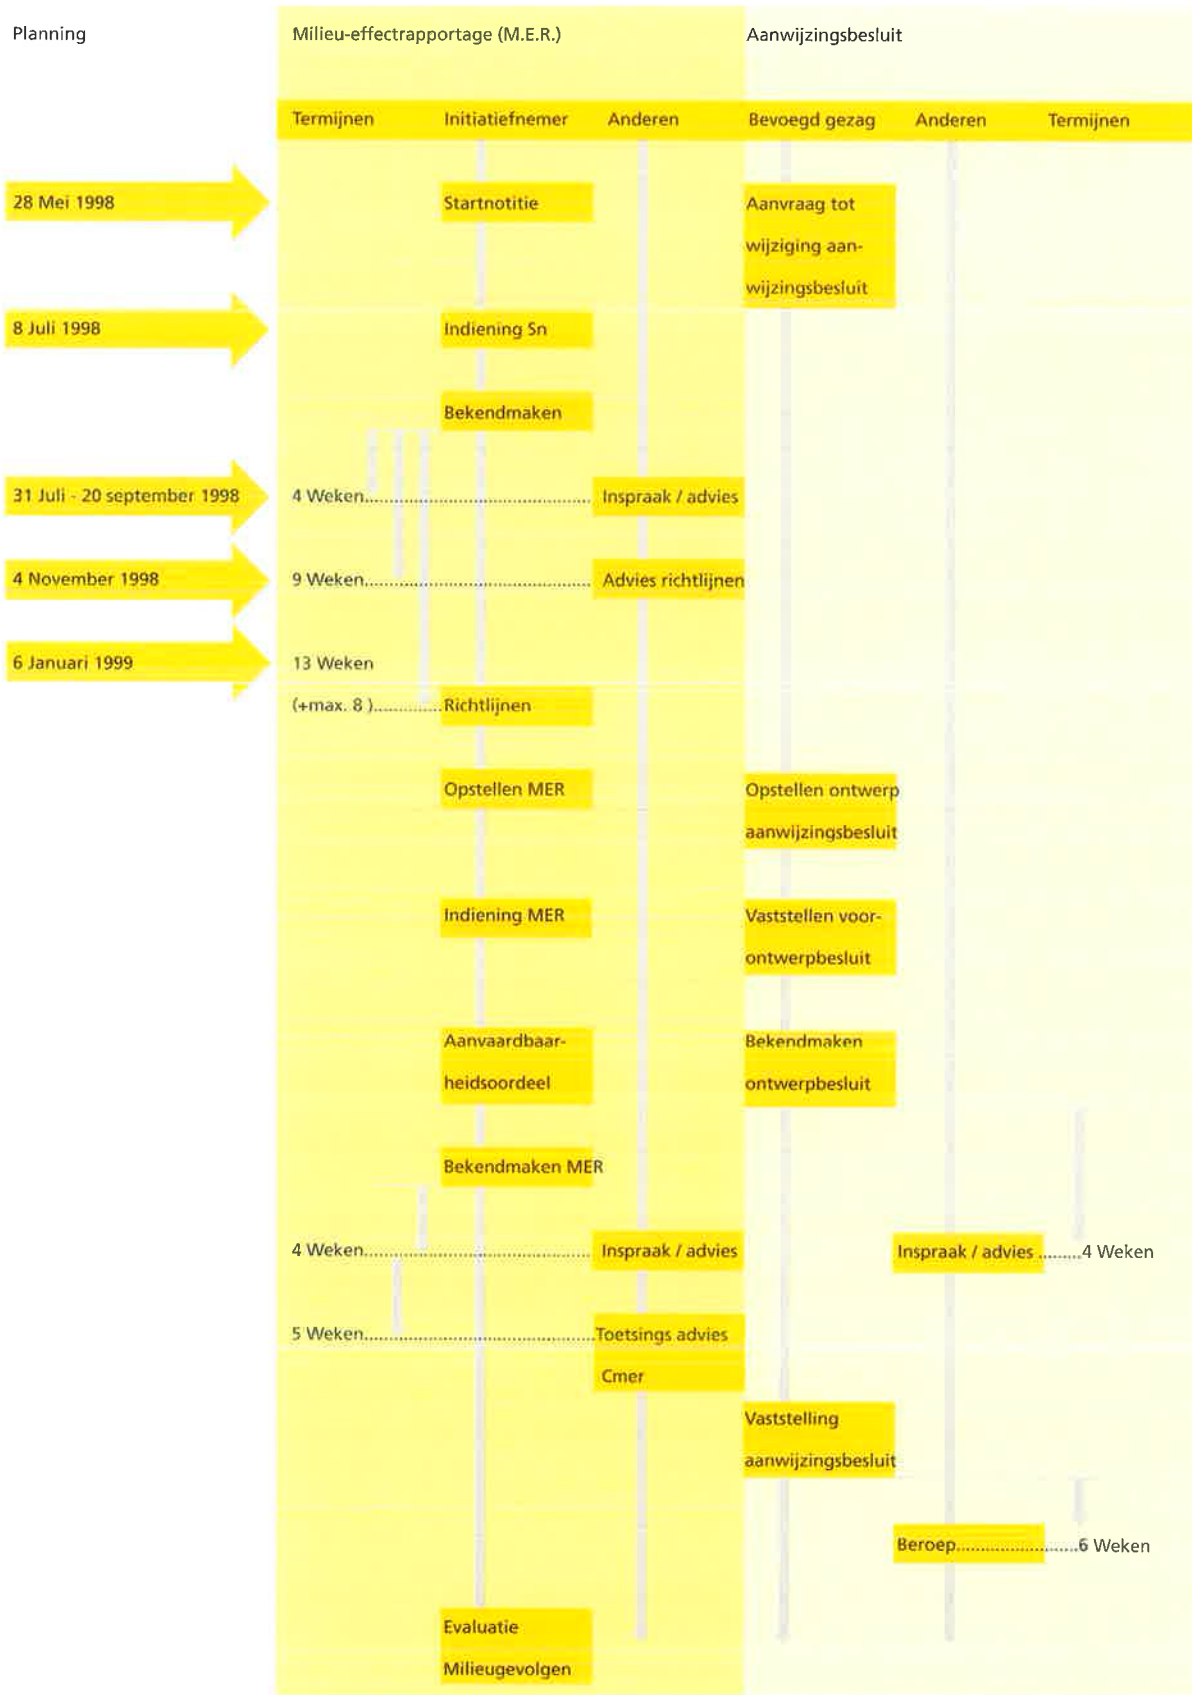 Planning
Milieu-effectrapportage (M.E.R.)
Aanwijzingsbesluit
Termijnen
Initiatiefnemer
Anderen
Bevoegd gezag
Anderen
Termijnen
28 Mei 1998
Startnotitie
Aanvraag tot
wijziging aan-
wijzingsbesluit
8 Juli 1998
Indiening Sn
Bekendmaken
31 Juli - 20 september 1998
4 Weken
Inspraak / advies
4 November 1998
9 Weken
Advies richtlijnen
6 Januari 1999
13 Weken
(+max. 8 )
Richtlijnen
Opstellen MER
Opstellen ontwerp
aanwijzingsbesluit
Indiening MER
Vaststellen voor-
ontwerpbesluit
Aanvaardbaar-
heidsoordeel
Bekendmaken
ontwerpbesluit
Bekendmaken MER
4 Weken
Inspraak / advies
Inspraak / advies
4 Weken
5 Weken
Toetsings advies
Cmer
Vaststelling
aanwijzingsbesluit
Beroep
6 Weken
Evaluatie
Milieugevolgen